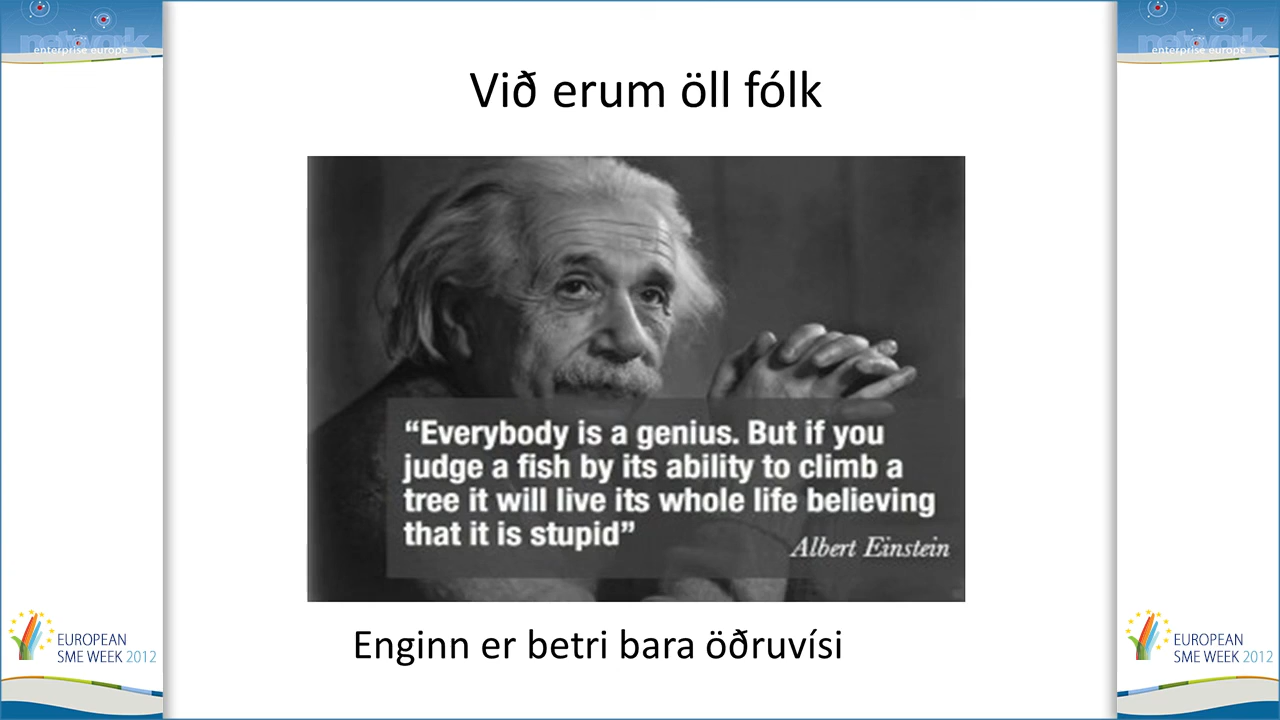 network
enterprise europe
network
enterprise europe
Við erum öll fólk
“Everybody is a genius. But if you
judge a fish by its ability to climb a
tree it will live its whole life believing
that it is stupid”
Albert Einstein
Enginn er betri bara öðruvísi
EUROPEAN
SME WEEK 2012
EUROPEAN
SME WEEK 2012